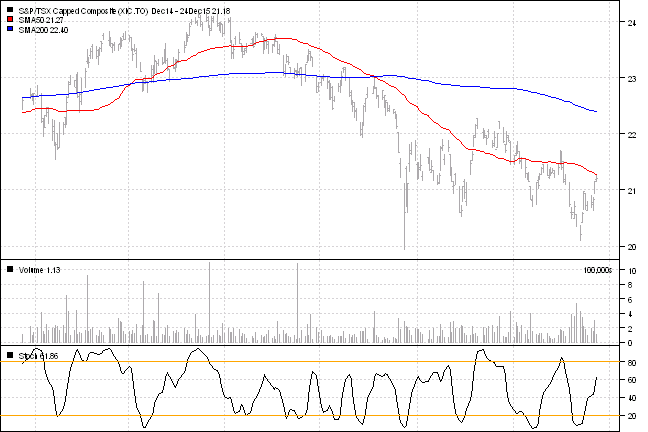 S&P/TSX Capped Composite (XIC.TO) Dec14 - 24Dec15 21.18
SMA50 21.27
SMA200 22.40
24
23
22
21
20
Volume 1.13
100,000s
10
8
6
4
2
0
Stoch 61.86
80
60
40
20